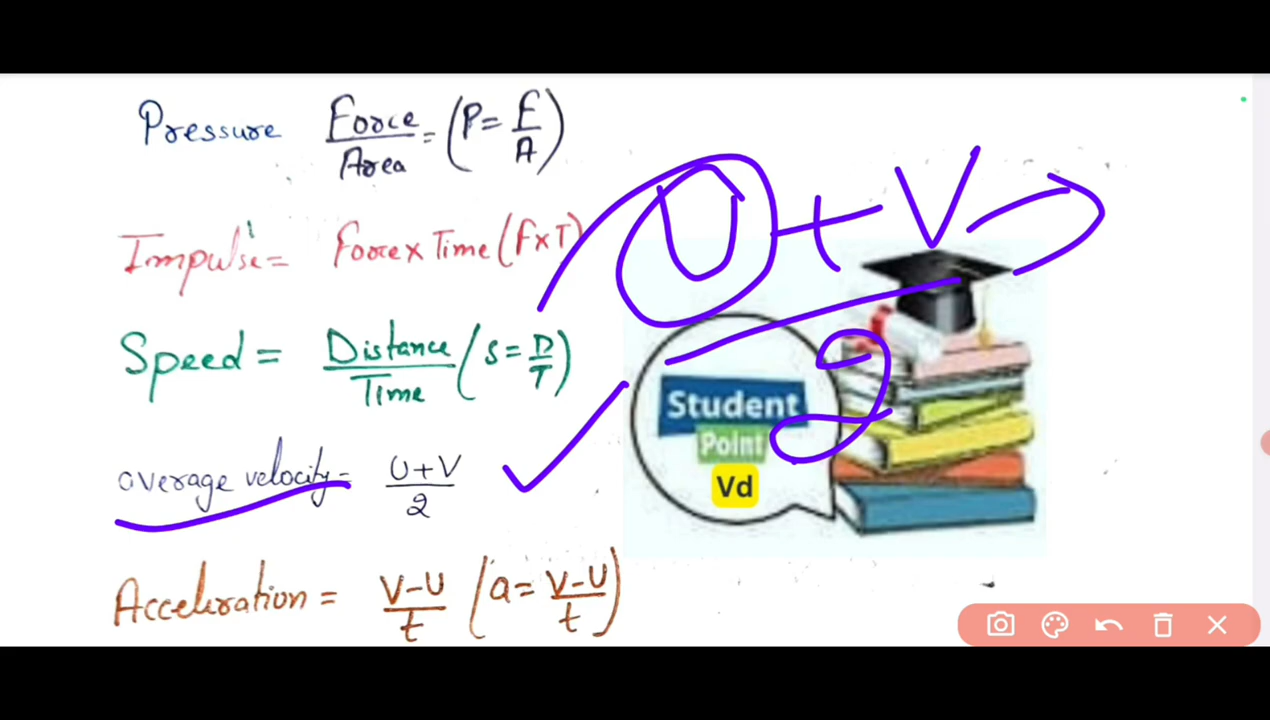 Pressure Force/Area = (P = F/A)
Impulse = Force x Time (F x T)
Speed = Distance/Time (S = D/T)
average velocity = U+V/2
Acceleration = V-U/t (a = V-U/t)
U + V
2
Student
Point
Vd